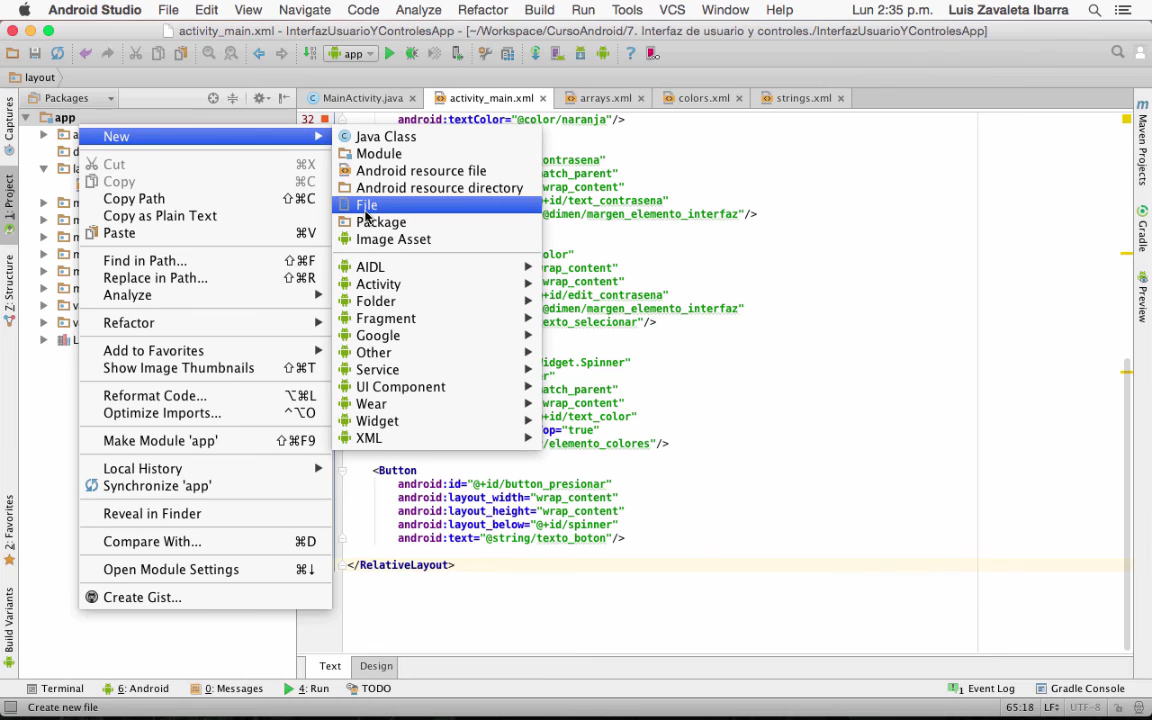 Android Studio File Edit View Navigate Code Analyze Refactor Build Run Tools VCS Window Help Lun 2:35 p.m. Luis Zavaleta Ibarra
activity_main.xml - InterfazUsuarioYControlesApp - [~/Workspace/CursoAndroid/7. Interfaz de usuario y controles./InterfazUsuarioYControlesApp]
app
layout
Packages
MainActivity.java
activity_main.xml
arrays.xml
colors.xml
strings.xml
app
New
Cut ⌘X
Copy ⌘C
Copy Path ⇧⌘C
Copy as Plain Text
Paste ⌘V
Find in Path... ⇧⌘F
Replace in Path... ⇧⌘R
Analyze
Refactor
Add to Favorites
Show Image Thumbnails ⇧⌘T
Reformat Code... ⌥⌘L
Optimize Imports... ^⌥O
Make Module 'app' ⇧⌘F9
Local History
Synchronize 'app'
Reveal in Finder
Compare With... ⌘D
Open Module Settings ⌘↓
Create Gist...
Java Class
Module
Android resource file
Android resource directory
File
Package
Image Asset
AIDL
Activity
Folder
Fragment
Google
Other
Service
UI Component
Wear
Widget
XML
32
android:textColor="@color/naranja"/>
contrasena"
atch_parent"
wrap_content"
+id/text_contrasena"
@dimen/margen_elemento_interfaz"/>
olor"
wrap_content"
wrap_content"
+id/edit_contrasena"
@dimen/margen_elemento_interfaz"
exto_selecionar"/>
idget.Spinner"
r"
atch_parent"
wrap_content"
+id/text_color"
op="true"
/elemento_colores"/>
<Button
android:id="@+id/button_presionar"
android:layout_width="wrap_content"
android:layout_height="wrap_content"
android:layout_below="@+id/spinner"
android:text="@string/texto_boton"/>
</RelativeLayout>
Text Design
Captures
1: Project
Z: Structure
2: Favorites
Build Variants
Maven Projects
Gradle
Preview
Terminal 6: Android 0: Messages 4: Run TODO 1 Event Log Gradle Console
Create new file 65:18 LF÷ UTF-8÷